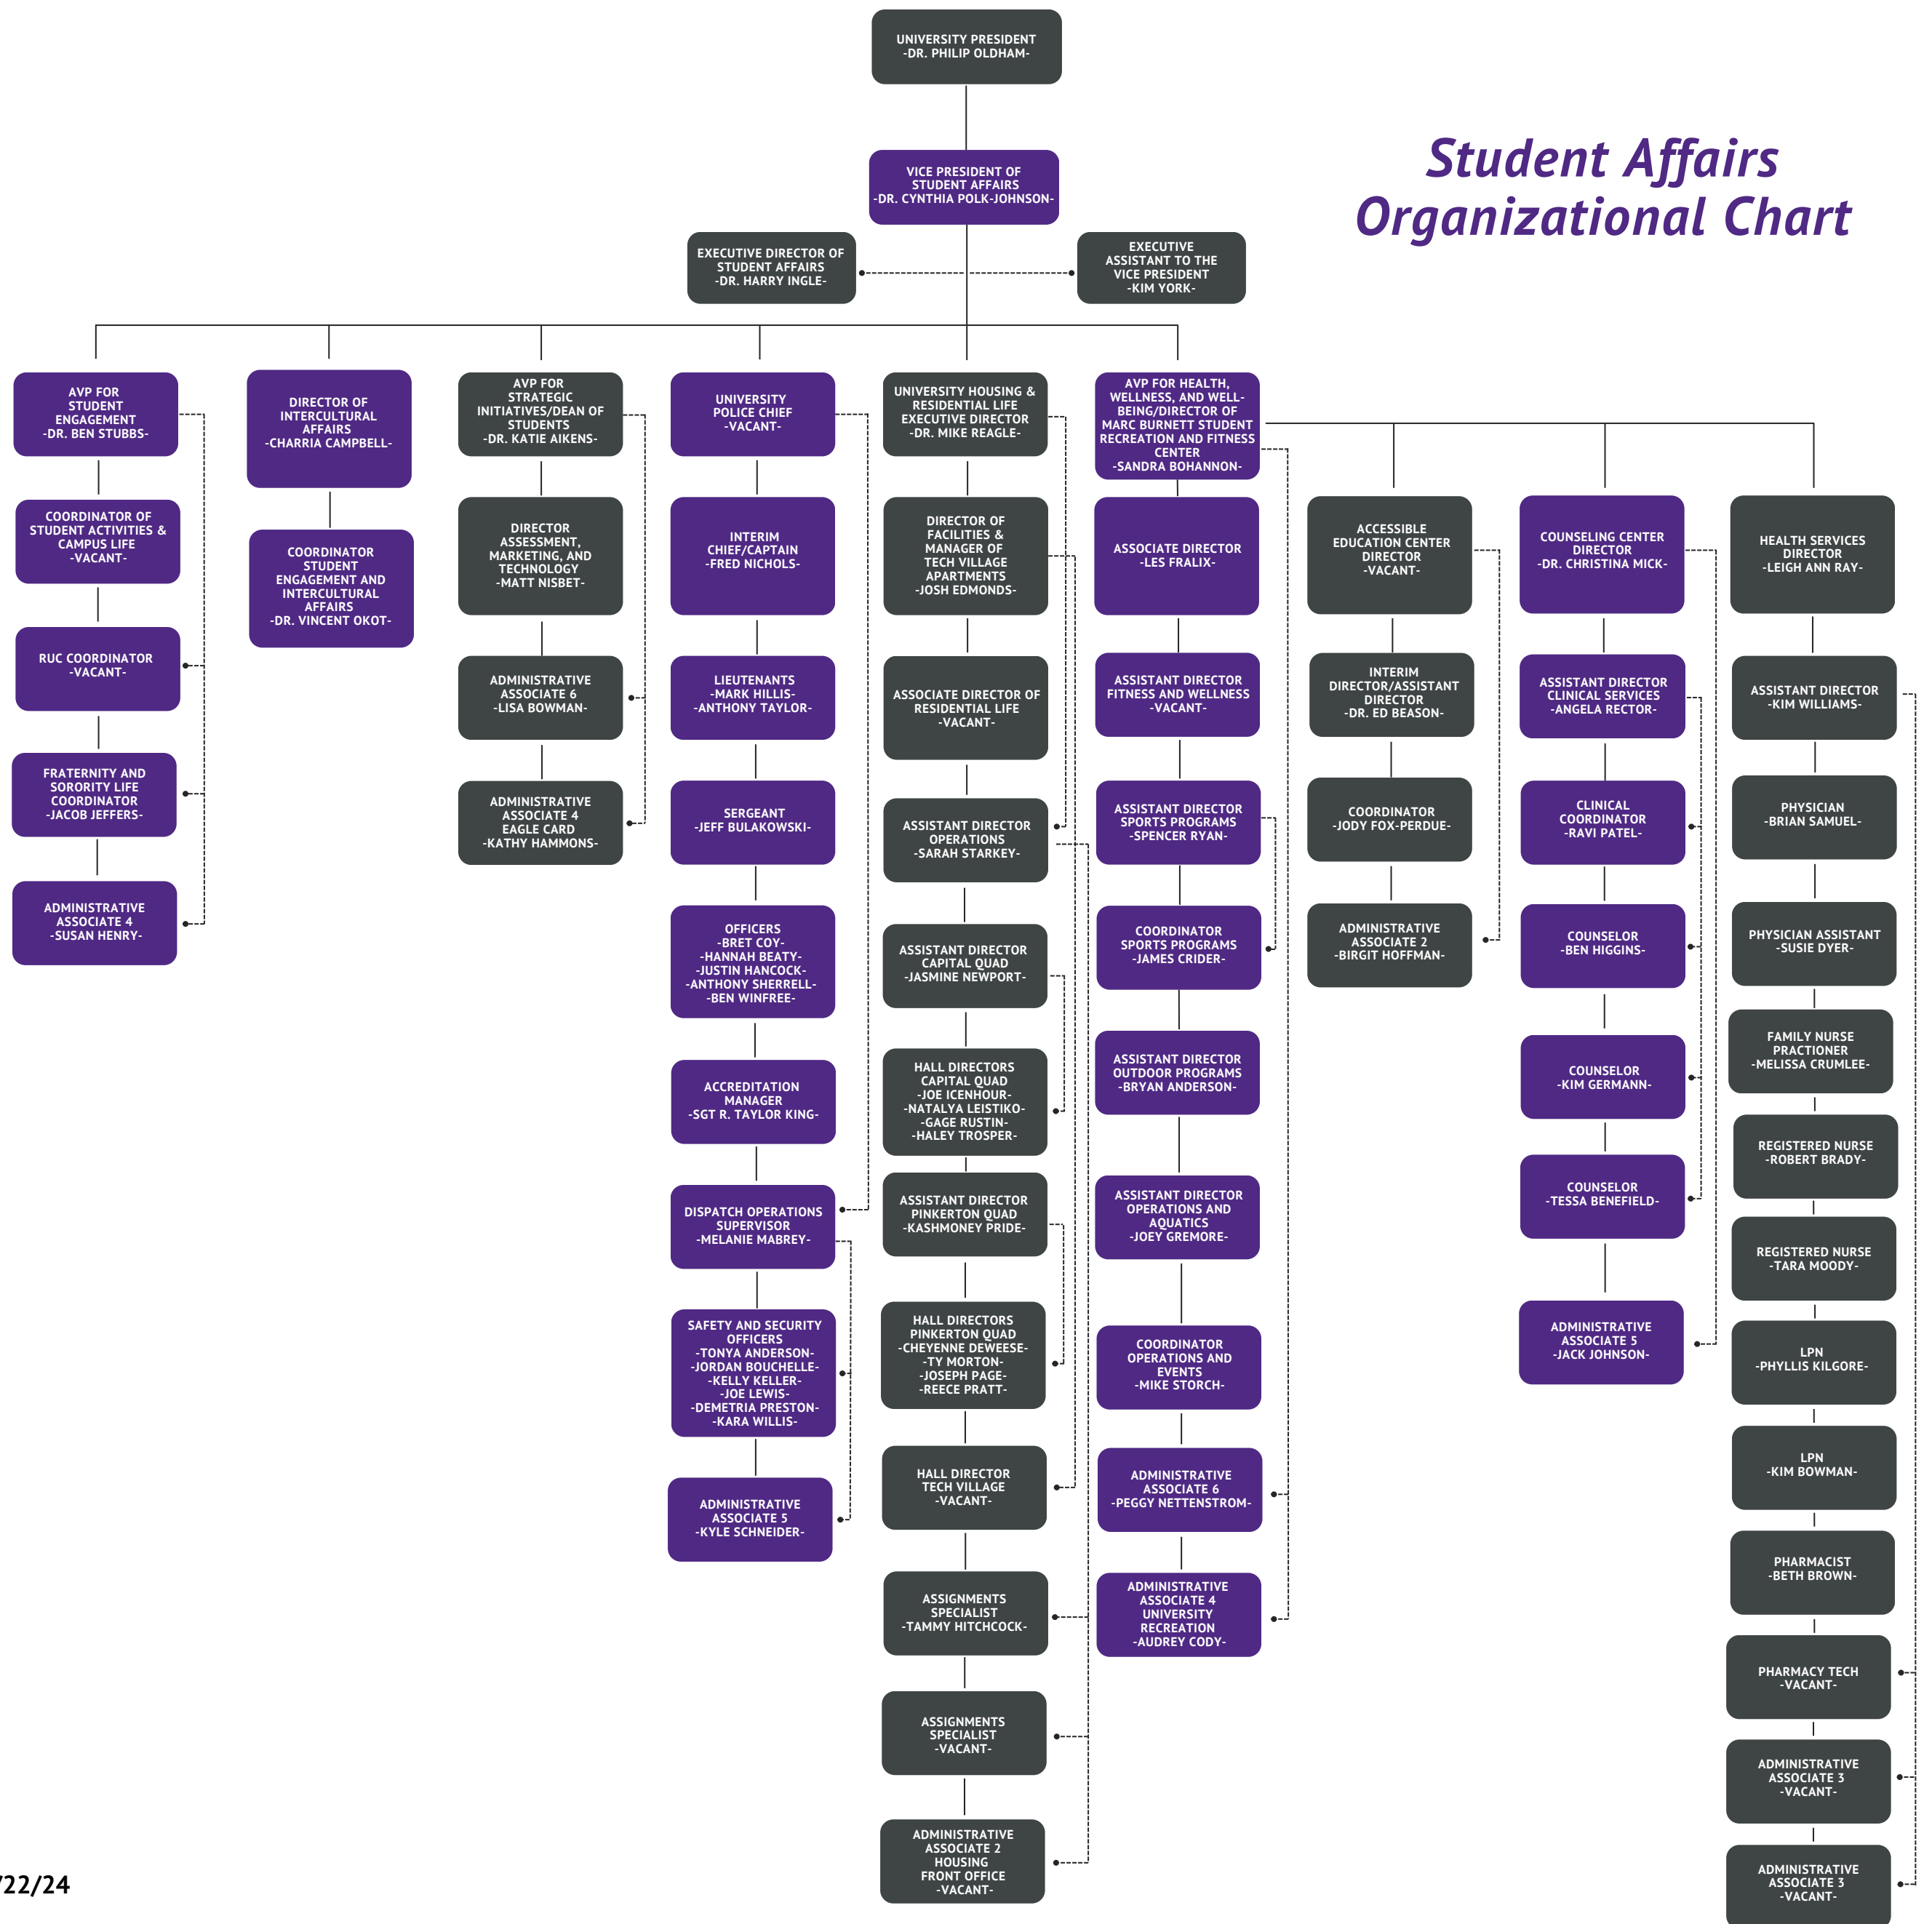 UNIVERSITY PRESIDENT
-DR. PHILIP OLDHAM-
Student Affairs
Organizational Chart
VICE PRESIDENT OF
STUDENT AFFAIRS
-DR. CYNTHIA POLK-JOHNSON-
EXECUTIVE DIRECTOR OF
STUDENT AFFAIRS
-DR. HARRY INGLE-
EXECUTIVE
ASSISTANT TO THE
VICE PRESIDENT
-KIM YORK-
AVP FOR
STUDENT
ENGAGEMENT
-DR. BEN STUBBS-
COORDINATOR OF
STUDENT ACTIVITIES &
CAMPUS LIFE
-VACANT-
RUC COORDINATOR
-VACANT-
FRATERNITY AND
SORORITY LIFE
COORDINATOR
-JACOB JEFFERS-
ADMINISTRATIVE
ASSOCIATE 4
-SUSAN HENRY-
DIRECTOR OF
INTERCULTURAL
AFFAIRS
-CHARRIA CAMPBELL-
COORDINATOR
STUDENT
ENGAGEMENT AND
INTERCULTURAL
AFFAIRS
-DR. VINCENT OKOT-
AVP FOR
STRATEGIC
INITIATIVES/DEAN OF
STUDENTS
-DR. KATIE AIKENS-
DIRECTOR
ASSESSMENT,
MARKETING, AND
TECHNOLOGY
-MATT NISBET-
ADMINISTRATIVE
ASSOCIATE 6
-LISA BOWMAN-
ADMINISTRATIVE
ASSOCIATE 4
EAGLE CARD
-KATHY HAMMONS-
UNIVERSITY
POLICE CHIEF
-VACANT-
INTERIM
CHIEF/CAPTAIN
-FRED NICHOLS-
LIEUTENANTS
-MARK HILLIS-
-ANTHONY TAYLOR-
SERGEANT
-JEFF BULAKOWSKI-
OFFICERS
-BRET COY-
-HANNAH BEATY-
-JUSTIN HANCOCK-
-ANTHONY SHERRELL-
-BEN WINFREE-
ACCREDITATION
MANAGER
-SGT R. TAYLOR KING-
DISPATCH OPERATIONS
SUPERVISOR
-MELANIE MABREY-
SAFETY AND SECURITY
OFFICERS
-TONYA ANDERSON-
-JORDAN BOUCHELLE-
-KELLY KELLER-
-JOE LEWIS-
-DEMETRIA PRESTON-
-KARA WILLIS-
ADMINISTRATIVE
ASSOCIATE 5
-KYLE SCHNEIDER-
UNIVERSITY HOUSING &
RESIDENTIAL LIFE
EXECUTIVE DIRECTOR
-DR. MIKE REAGLE-
DIRECTOR OF
FACILITIES &
MANAGER OF
TECH VILLAGE
APARTMENTS
-JOSH EDMONDS-
ASSOCIATE DIRECTOR OF
RESIDENTIAL LIFE
-VACANT-
ASSISTANT DIRECTOR
OPERATIONS
-SARAH STARKEY-
ASSISTANT DIRECTOR
CAPITAL QUAD
-JASMINE NEWPORT-
HALL DIRECTORS
CAPITAL QUAD
-JOE ICENHOUR-
-NATALYA LEISTIKO-
-GAGE RUSTIN-
-HALEY TROSPER-
ASSISTANT DIRECTOR
PINKERTON QUAD
-KASHMONEY PRIDE-
HALL DIRECTORS
PINKERTON QUAD
-CHEYENNE DEWEESE-
-TY MORTON-
-JOSEPH PAGE-
-REECE PRATT-
HALL DIRECTOR
TECH VILLAGE
-VACANT-
ASSIGNMENTS
SPECIALIST
-TAMMY HITCHCOCK-
ASSIGNMENTS
SPECIALIST
-VACANT-
ADMINISTRATIVE
ASSOCIATE 2
HOUSING
FRONT OFFICE
-VACANT-
AVP FOR HEALTH,
WELLNESS, AND WELL-
BEING/DIRECTOR OF
MARC BURNETT STUDENT
RECREATION AND FITNESS
CENTER
-SANDRA BOHANNON-
ASSOCIATE DIRECTOR
-LES FRALIX-
ASSISTANT DIRECTOR
FITNESS AND WELLNESS
-VACANT-
ASSISTANT DIRECTOR
SPORTS PROGRAMS
-SPENCER RYAN-
COORDINATOR
SPORTS PROGRAMS
-JAMES CRIDER-
ASSISTANT DIRECTOR
OUTDOOR PROGRAMS
-BRYAN ANDERSON-
ASSISTANT DIRECTOR
OPERATIONS AND
AQUATICS
-JOEY GREMORE-
COORDINATOR
OPERATIONS AND
EVENTS
-MIKE STORCH-
ADMINISTRATIVE
ASSOCIATE 6
-PEGGY NETTENSTROM-
ADMINISTRATIVE
ASSOCIATE 4
UNIVERSITY
RECREATION
-AUDREY CODY-
ACCESSIBLE
EDUCATION CENTER
DIRECTOR
-VACANT-
INTERIM
DIRECTOR/ASSISTANT
DIRECTOR
-DR. ED BEASON-
COORDINATOR
-JODY FOX-PERDUE-
ADMINISTRATIVE
ASSOCIATE 2
-BIRGIT HOFFMAN-
COUNSELING CENTER
DIRECTOR
-DR. CHRISTINA MICK-
ASSISTANT DIRECTOR
CLINICAL SERVICES
-ANGELA RECTOR-
CLINICAL
COORDINATOR
-RAVI PATEL-
COUNSELOR
-BEN HIGGINS-
COUNSELOR
-KIM GERMANN-
COUNSELOR
-TESSA BENEFIELD-
ADMINISTRATIVE
ASSOCIATE 5
-JACK JOHNSON-
HEALTH SERVICES
DIRECTOR
-LEIGH ANN RAY-
ASSISTANT DIRECTOR
-KIM WILLIAMS-
PHYSICIAN
-BRIAN SAMUEL-
PHYSICIAN ASSISTANT
-SUSIE DYER-
FAMILY NURSE
PRACTIONER
-MELISSA CRUMLEE-
REGISTERED NURSE
-ROBERT BRADY-
REGISTERED NURSE
-TARA MOODY-
LPN
-PHYLLIS KILGORE-
LPN
-KIM BOWMAN-
PHARMACIST
-BETH BROWN-
PHARMACY TECH
-VACANT-
ADMINISTRATIVE
ASSOCIATE 3
-VACANT-
ADMINISTRATIVE
ASSOCIATE 3
-VACANT-
/22/24